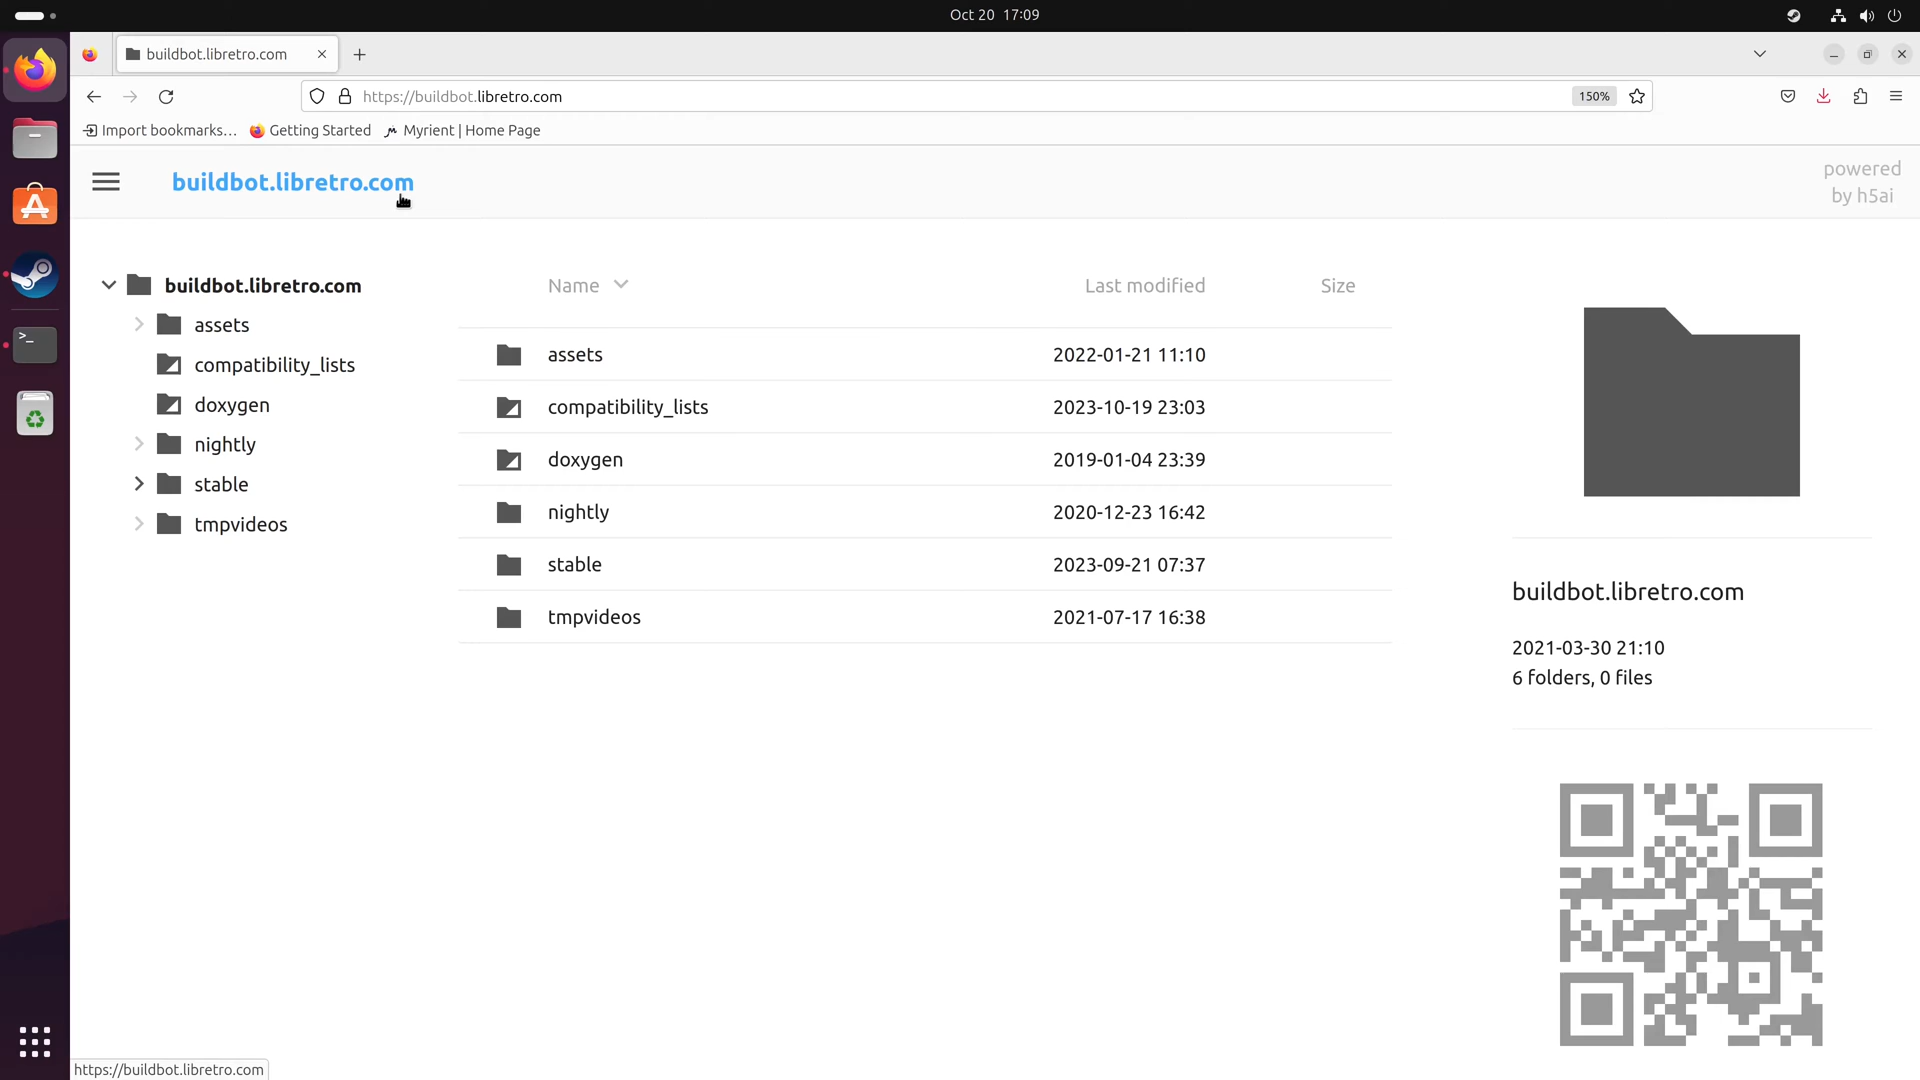 Oct 20 17:09
buildbot.libretro.com
https://buildbot.libretro.com
150%
Import bookmarks…
Getting Started
Myrient | Home Page
buildbot.libretro.com
powered
by h5ai
buildbot.libretro.com
assets
compatibility_lists
doxygen
nightly
stable
tmpvideos
Name Last modified Size
assets 2022-01-21 11:10
compatibility_lists 2023-10-19 23:03
doxygen 2019-01-04 23:39
nightly 2020-12-23 16:42
stable 2023-09-21 07:37
tmpvideos 2021-07-17 16:38
buildbot.libretro.com
2021-03-30 21:10
6 folders, 0 files
https://buildbot.libretro.com